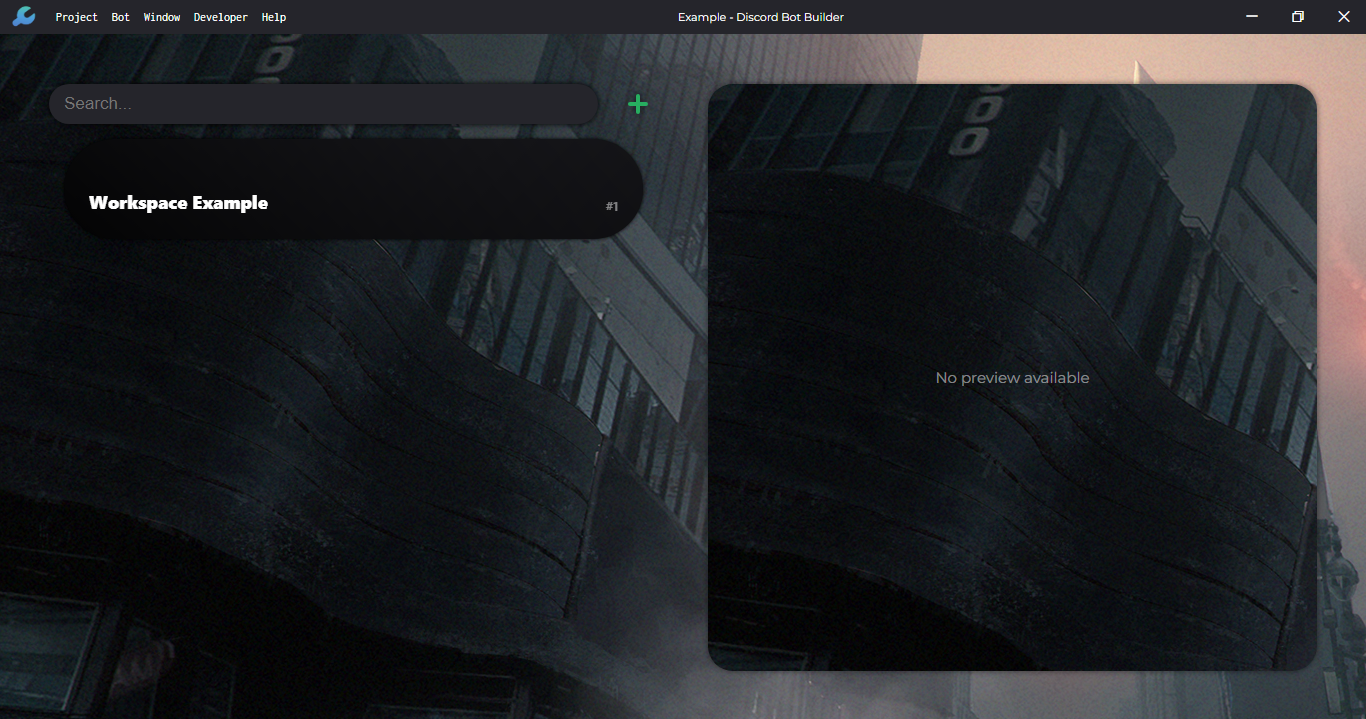 Project Bot Window Developer Help
Example - Discord Bot Builder
Search...
Workspace Example
#1
No preview available